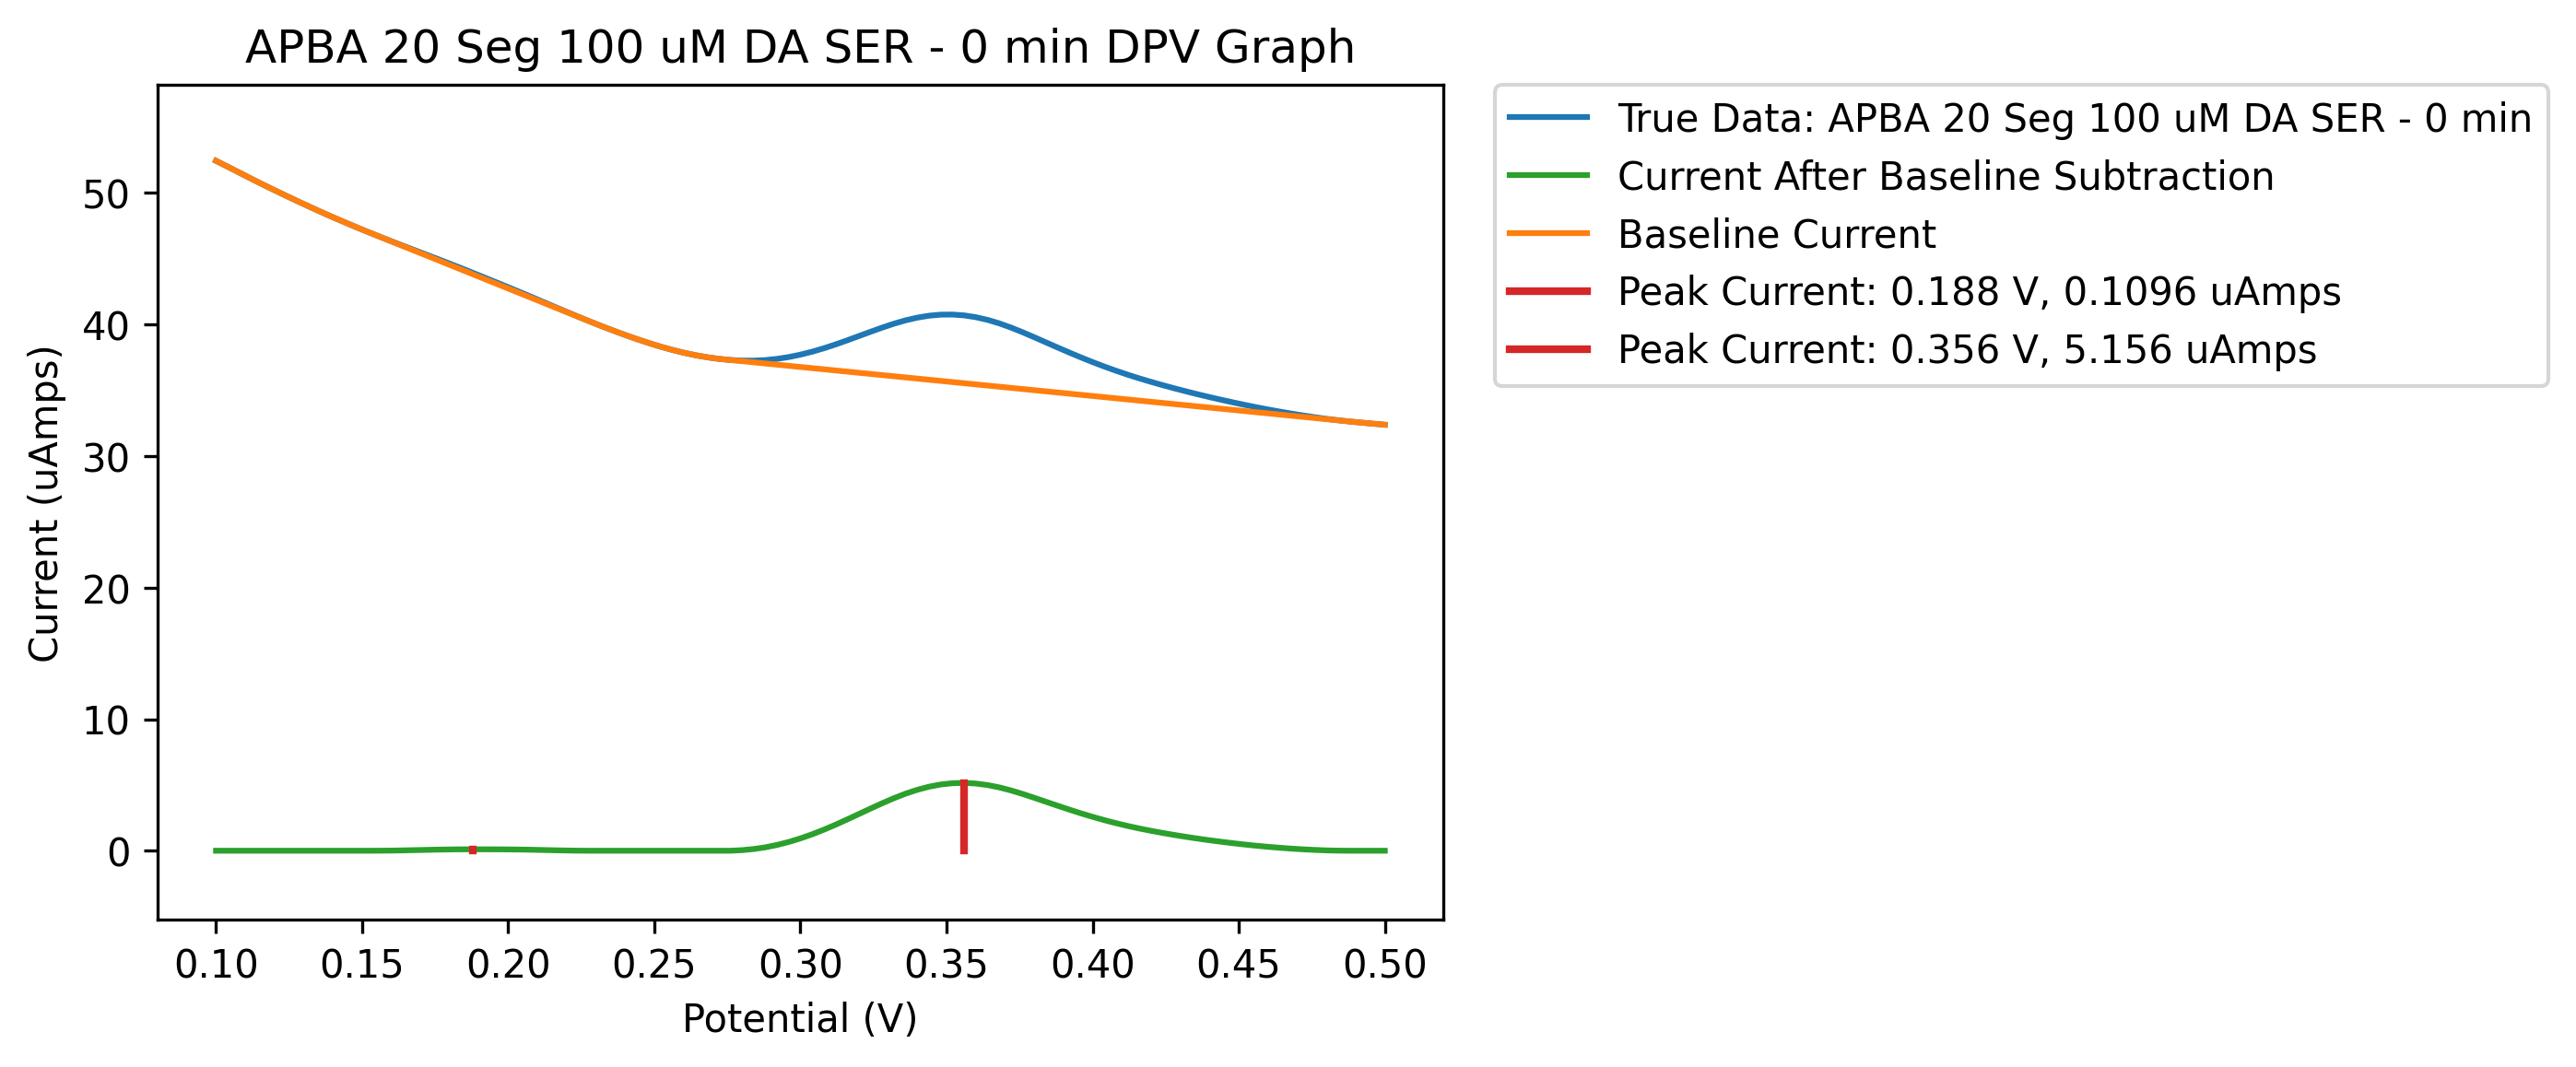 APBA 20 Seg 100 uM DA SER - 0 min DPV Graph
True Data: APBA 20 Seg 100 uM DA SER - 0 min
Current After Baseline Subtraction
Baseline Current
Peak Current: 0.188 V, 0.1096 uAmps
Peak Current: 0.356 V, 5.156 uAmps
Current (uAmps)
50
40
30
20
10
0
0.10 0.15 0.20 0.25 0.30 0.35 0.40 0.45 0.50
Potential (V)